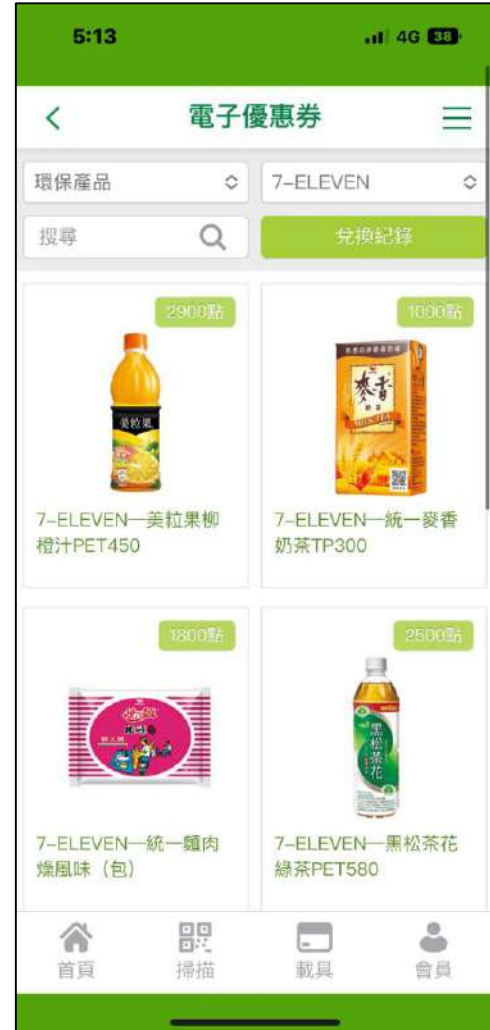 5:13
4G 38
電子優惠券
環保產品
7-ELEVEN
搜尋
兌換紀錄
2900點
1000點
美粒果
麥香
奶茶
MILK TEA
7-ELEVEN—美粒果柳
橙汁PET450
7-ELEVEN—統一麥香
奶茶TP300
1800點
2500點
黑松茶花
7-ELEVEN—統一麵肉
燥風味（包）
7-ELEVEN—黑松茶花
綠茶PET580
首頁
掃描
載具
會員